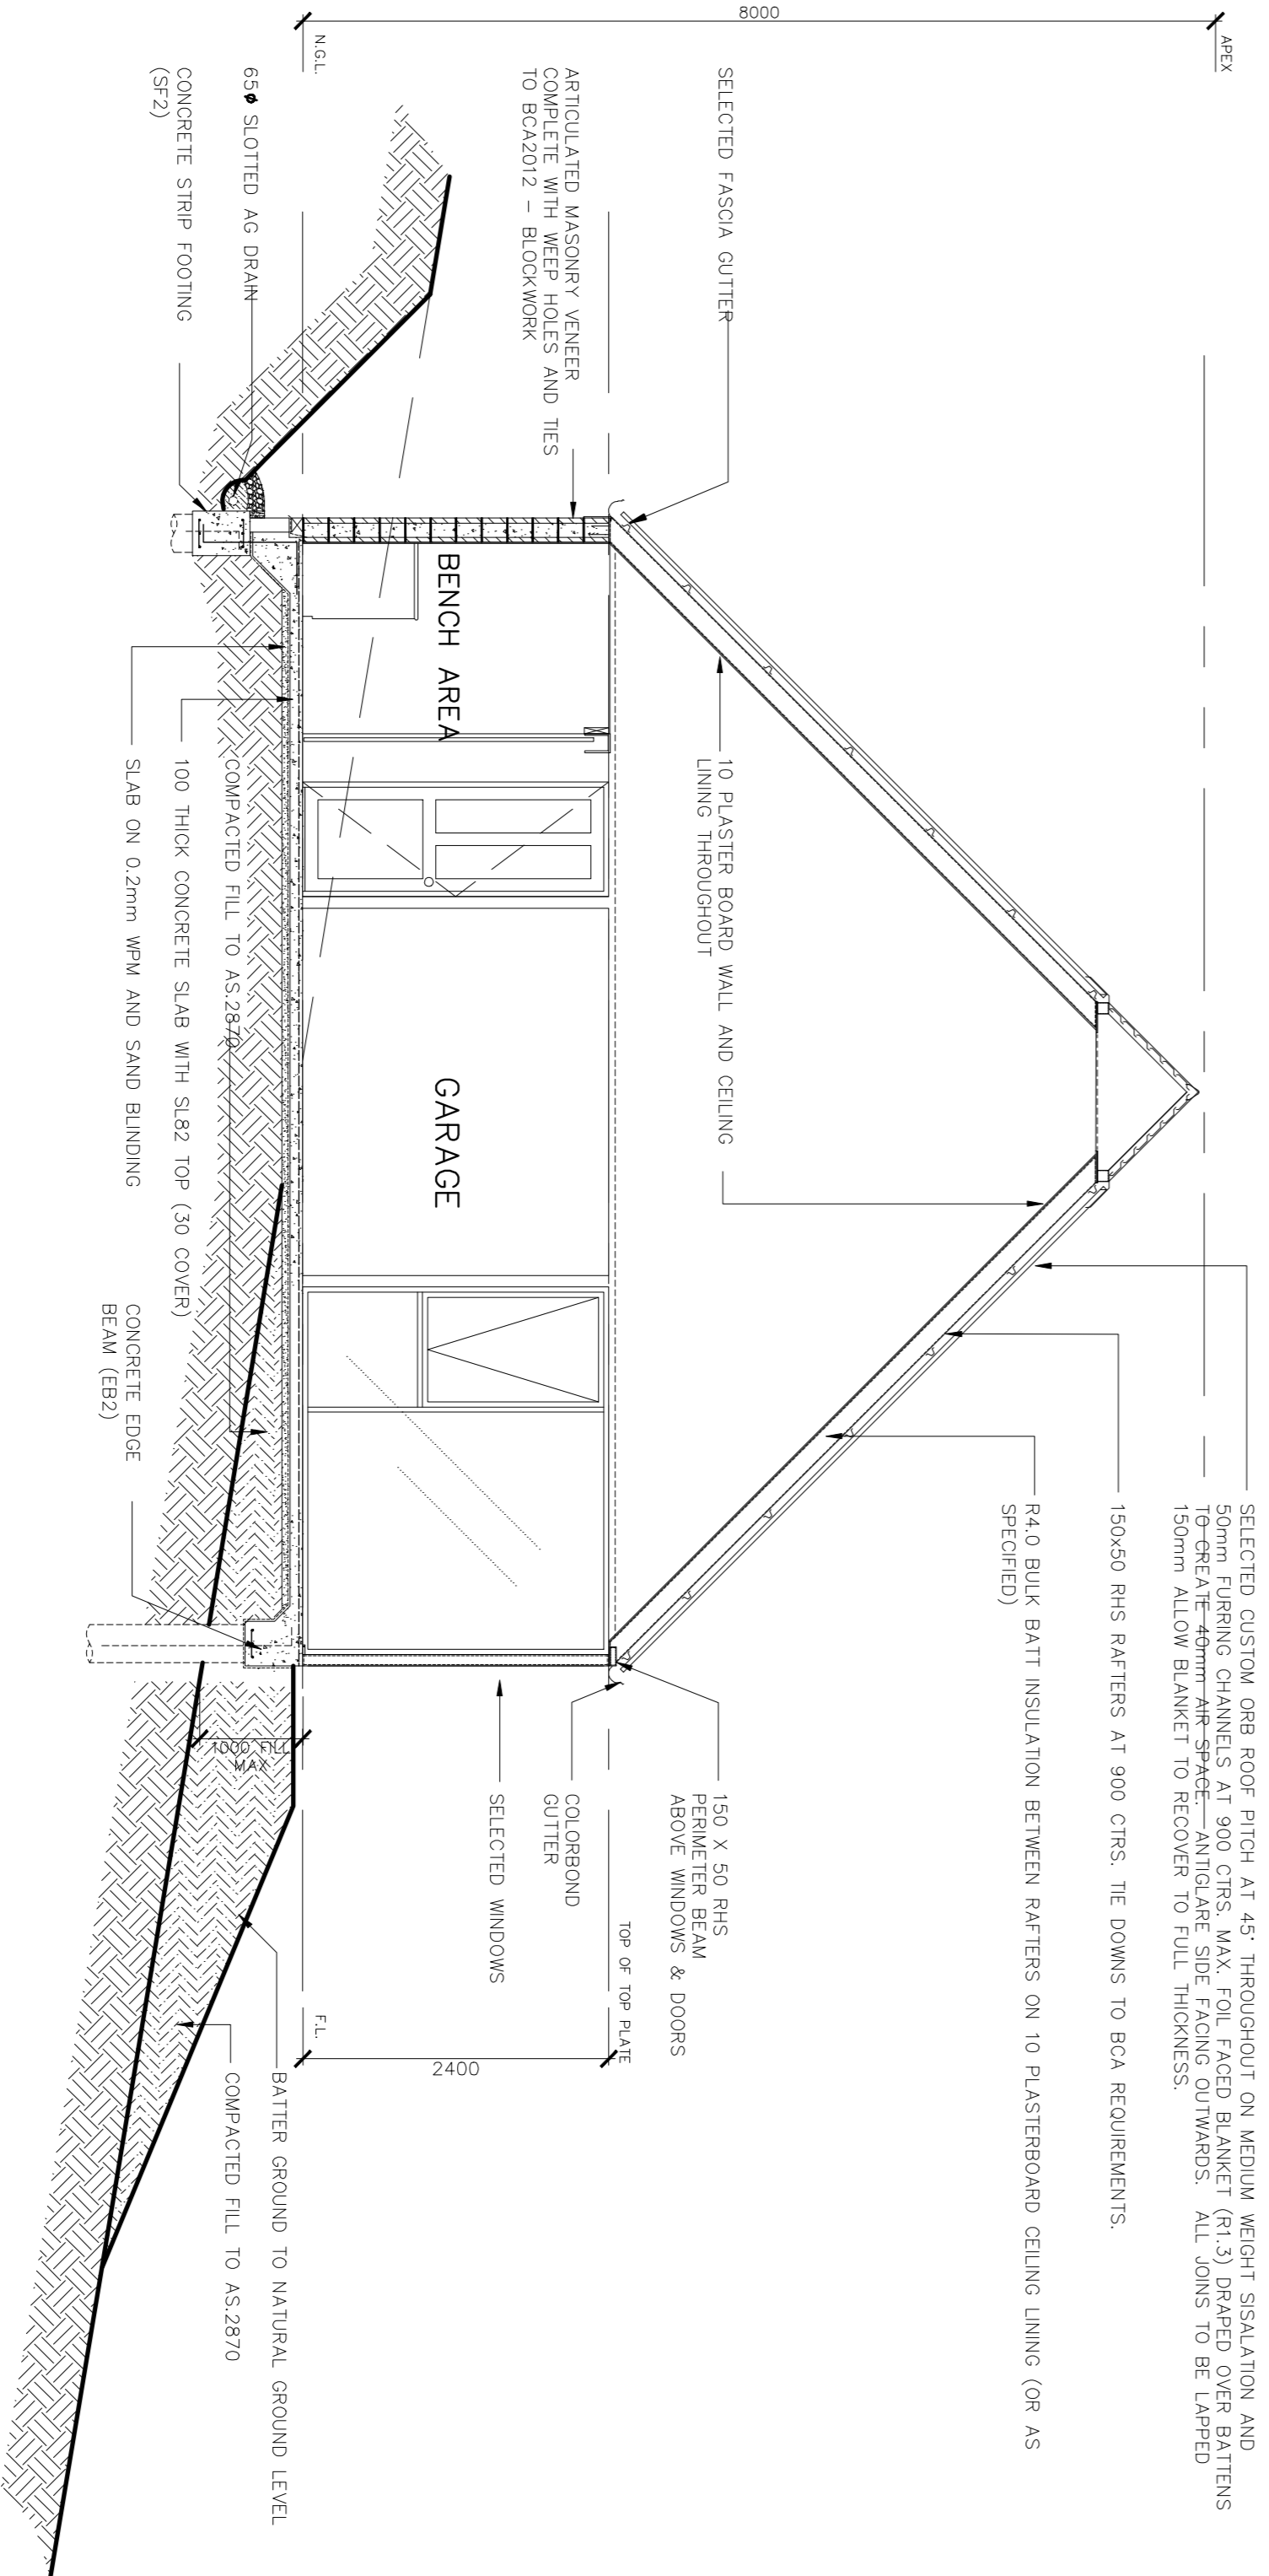 SELECTED CUSTOM ORB ROOF PITCH AT 45° THROUGHOUT ON MEDIUM WEIGHT SISALATION AND
50mm FURRING CHANNELS AT 900 CTRS. MAX. FOIL FACED BLANKET (R1.3) DRAPED OVER BATTENS
TO CREATE 40mm AIR SPACE. ANTIGLARE SIDE FACING OUTWARDS. ALL JOINS TO BE LAPPED
150mm ALLOW BLANKET TO RECOVER TO FULL THICKNESS.
150x50 RHS RAFTERS AT 900 CTRS. TIE DOWNS TO BCA REQUIREMENTS.
R4.0 BULK BATT INSULATION BETWEEN RAFTERS ON 10 PLASTERBOARD CEILING LINING (OR AS
SPECIFIED)
APEX
8000
N.G.L.
SELECTED FASCIA GUTTER
ARTICULATED MASONRY VENEER
COMPLETE WITH WEEP HOLES AND TIES
TO BCA2012 - BLOCKWORK
65ø SLOTTED AG DRAIN
CONCRETE STRIP FOOTING
(SF2)
10 PLASTER BOARD WALL AND CEILING
LINING THROUGHOUT
BENCH AREA
GARAGE
150 X 50 RHS
PERIMETER BEAM
ABOVE WINDOWS & DOORS
COLORBOND
GUTTER
SELECTED WINDOWS
TOP OF TOP PLATE
2400
F.L.
1000 FILL
MAX
COMPACTED FILL TO AS.2870
100 THICK CONCRETE SLAB WITH SL82 TOP (30 COVER)
SLAB ON 0.2mm WPM AND SAND BLINDING
CONCRETE EDGE
BEAM (EB2)
BATTER GROUND TO NATURAL GROUND LEVEL
COMPACTED FILL TO AS.2870